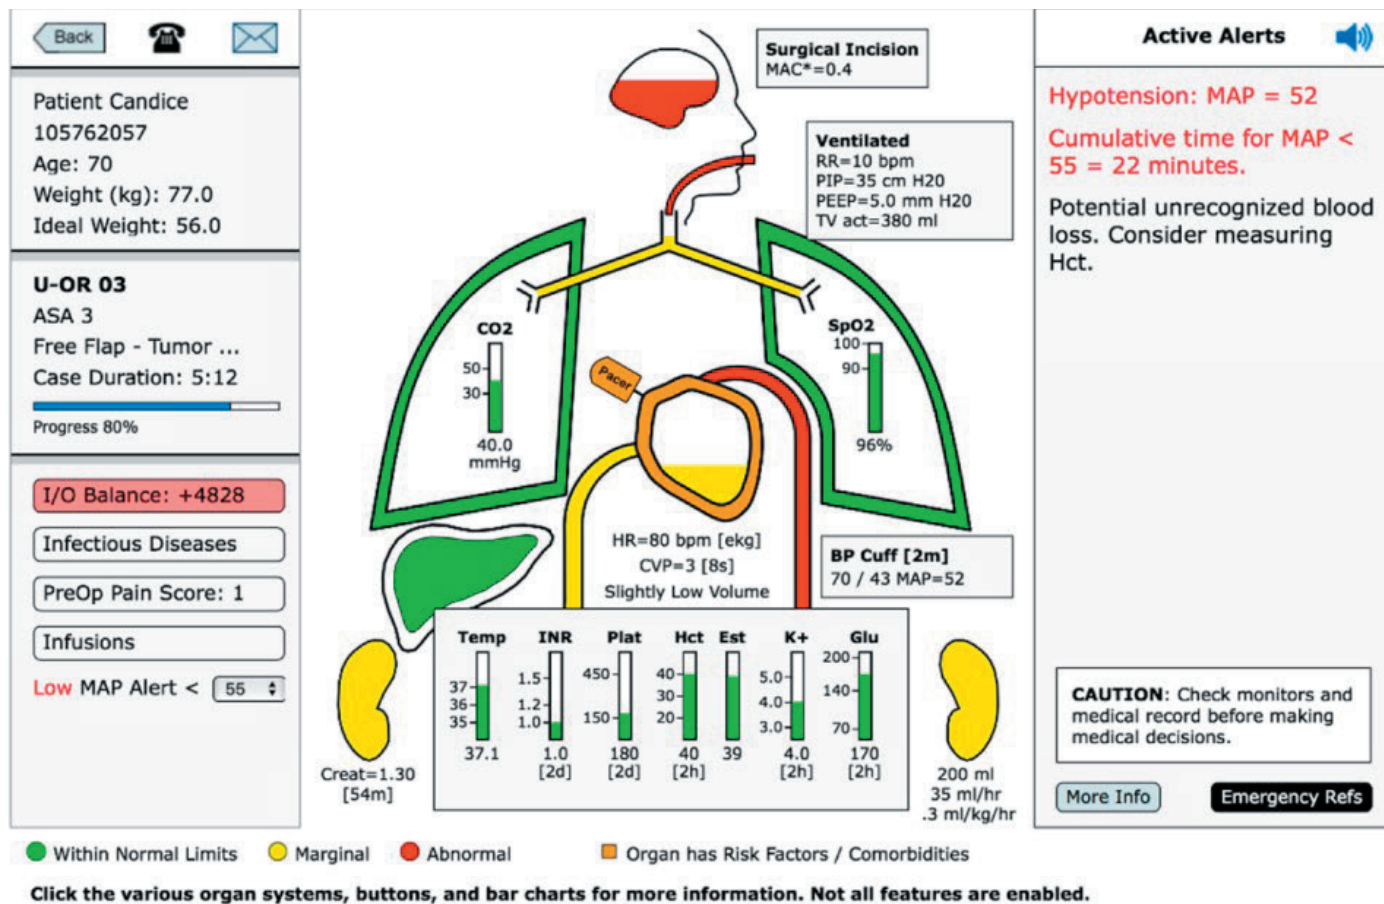 Back
Patient Candice
105762057
Age: 70
Weight (kg): 77.0
Ideal Weight: 56.0
U-OR 03
ASA 3
Free Flap - Tumor ...
Case Duration: 5:12
Progress 80%
I/O Balance: +4828
Infectious Diseases
PreOp Pain Score: 1
Infusions
Low MAP Alert < 55
Surgical Incision
MAC*=0.4
Ventilated
RR=10 bpm
PIP=35 cm H20
PEEP=5.0 mm H20
TV act=380 ml
CO2
50
30
40.0
mmHg
Pacer
SpO2
100
90
96%
HR=80 bpm [ekg]
CVP=3 [8s]
Slightly Low Volume
BP Cuff [2m]
70 / 43 MAP=52
Temp INR Plat Hct Est K+ Glu
37
36
35
1.5
1.2
1.0
450
150
40
30
20
5.0
4.0
3.0
200
140
70
37.1 1.0 180 40 39 4.0 170
[2d] [2d] [2h] [2h] [2h]
Creat=1.30
[54m]
200 ml
35 ml/hr
.3 ml/kg/hr
Active Alerts
Hypotension: MAP = 52
Cumulative time for MAP <
55 = 22 minutes.
Potential unrecognized blood
loss. Consider measuring
Hct.
CAUTION: Check monitors and
medical record before making
medical decisions.
More Info
Emergency Refs
Within Normal Limits Marginal Abnormal Organ has Risk Factors / Comorbidities
Click the various organ systems, buttons, and bar charts for more information. Not all features are enabled.